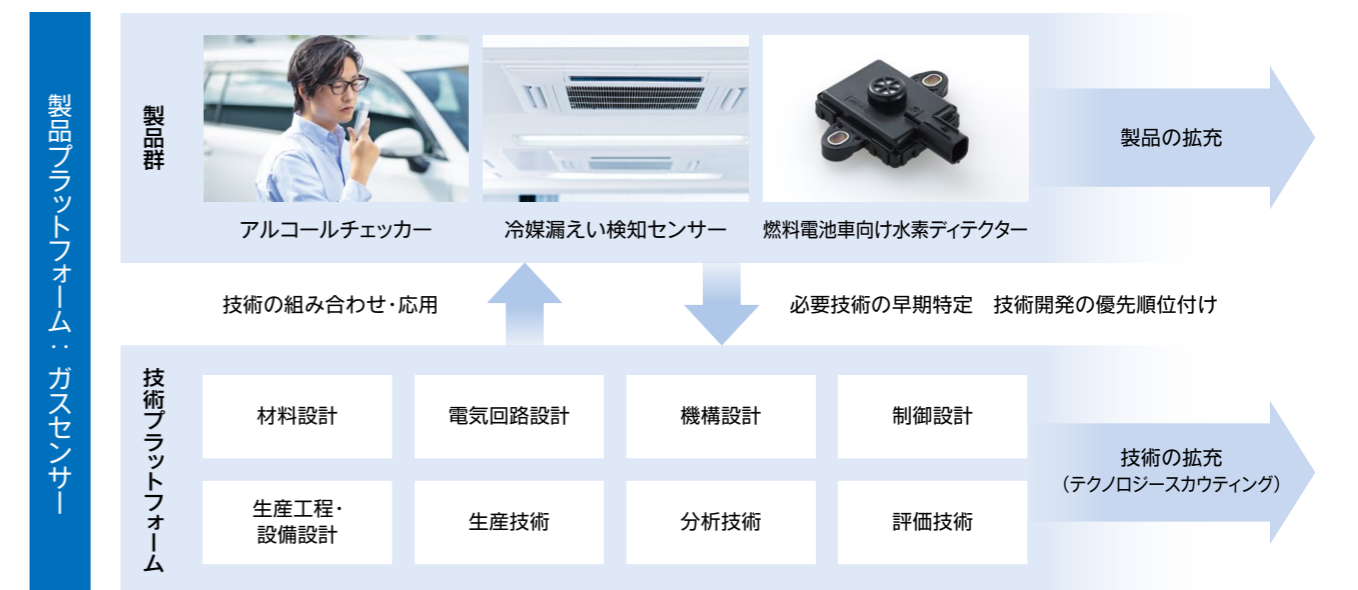 製品プラットフォーム：ガスセンサー
製品群
アルコールチェッカー
冷媒漏えい検知センサー
燃料電池車向け水素ディテクター
製品の拡充
技術の組み合わせ・応用
必要技術の早期特定　技術開発の優先順位付け
技術プラットフォーム
材料設計
電気回路設計
機構設計
制御設計
生産工程・
設備設計
生産技術
分析技術
評価技術
技術の拡充
（テクノロジースカウティング）